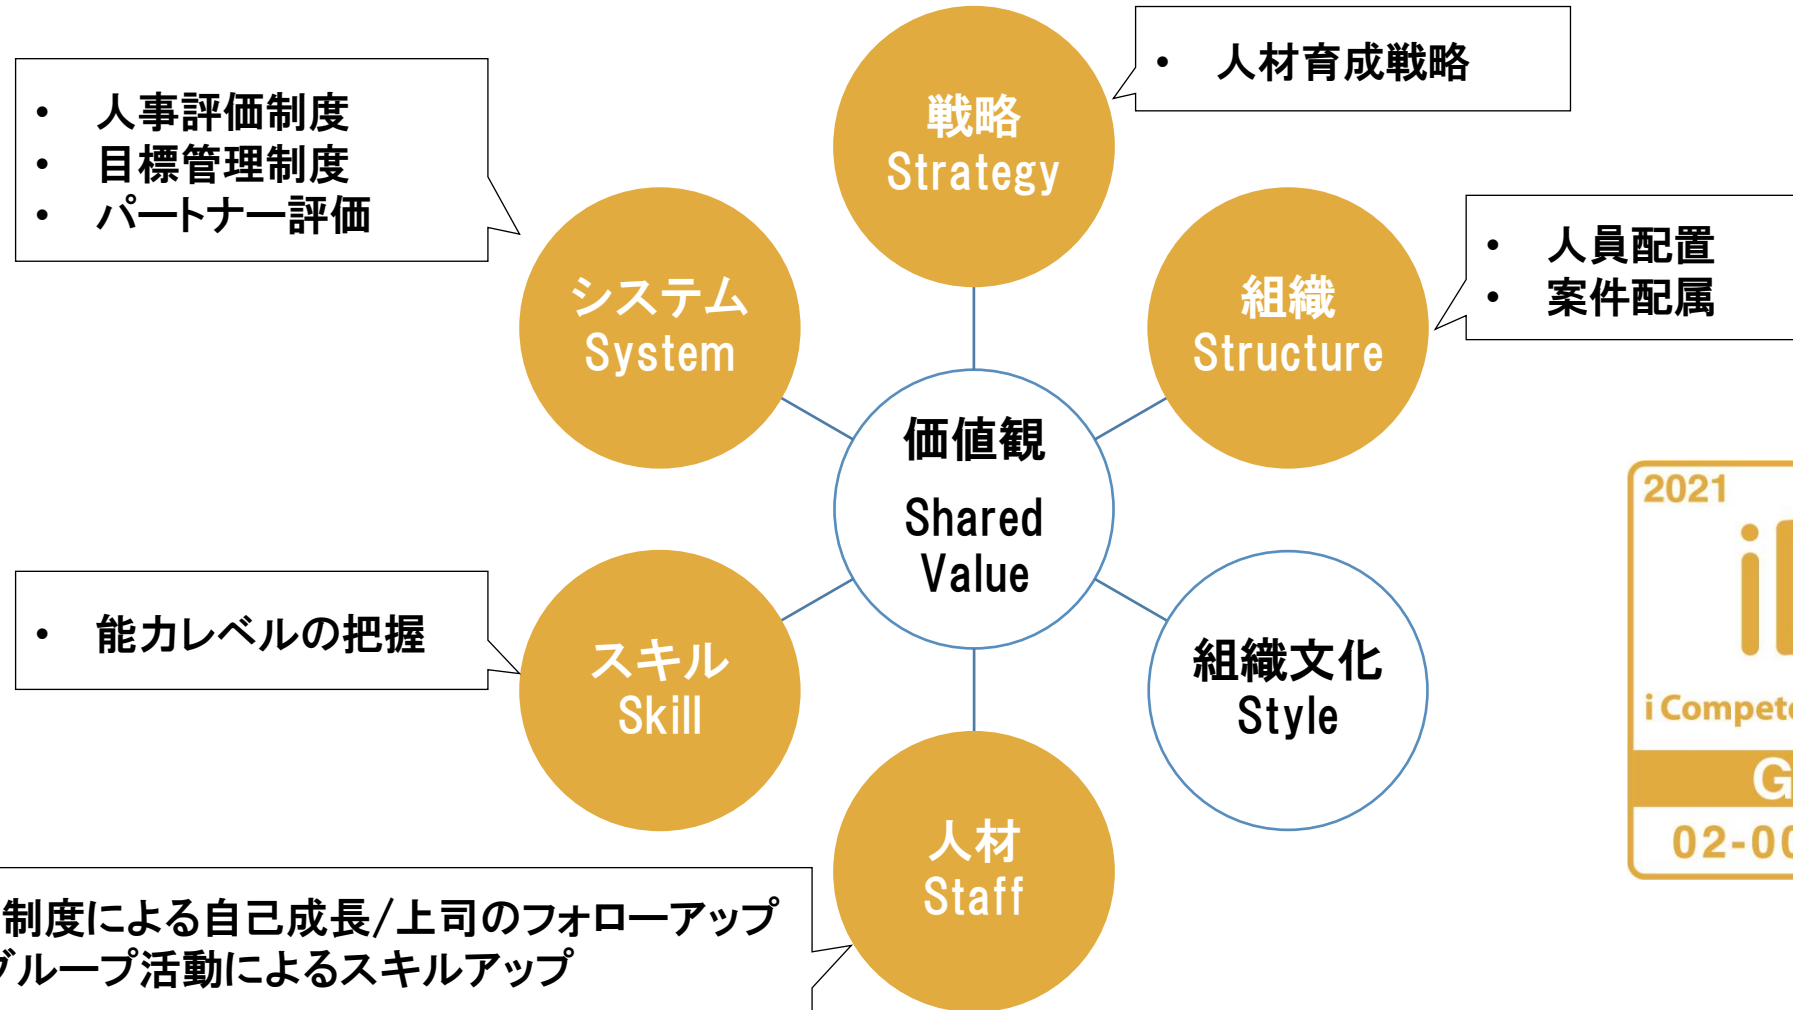 • 人材育成戦略
• 人事評価制度
• 目標管理制度
• パートナー評価
戦略
Strategy
• 人員配置
• 案件配属
システム
System
組織
Structure
価値観
Shared
Value
2021
• 能力レベルの把握
スキル
Skill
組織文化
Style
i
人材
Staff
02-00
制度による自己成長/上司のフォローアップ
グループ活動によるスキルアップ